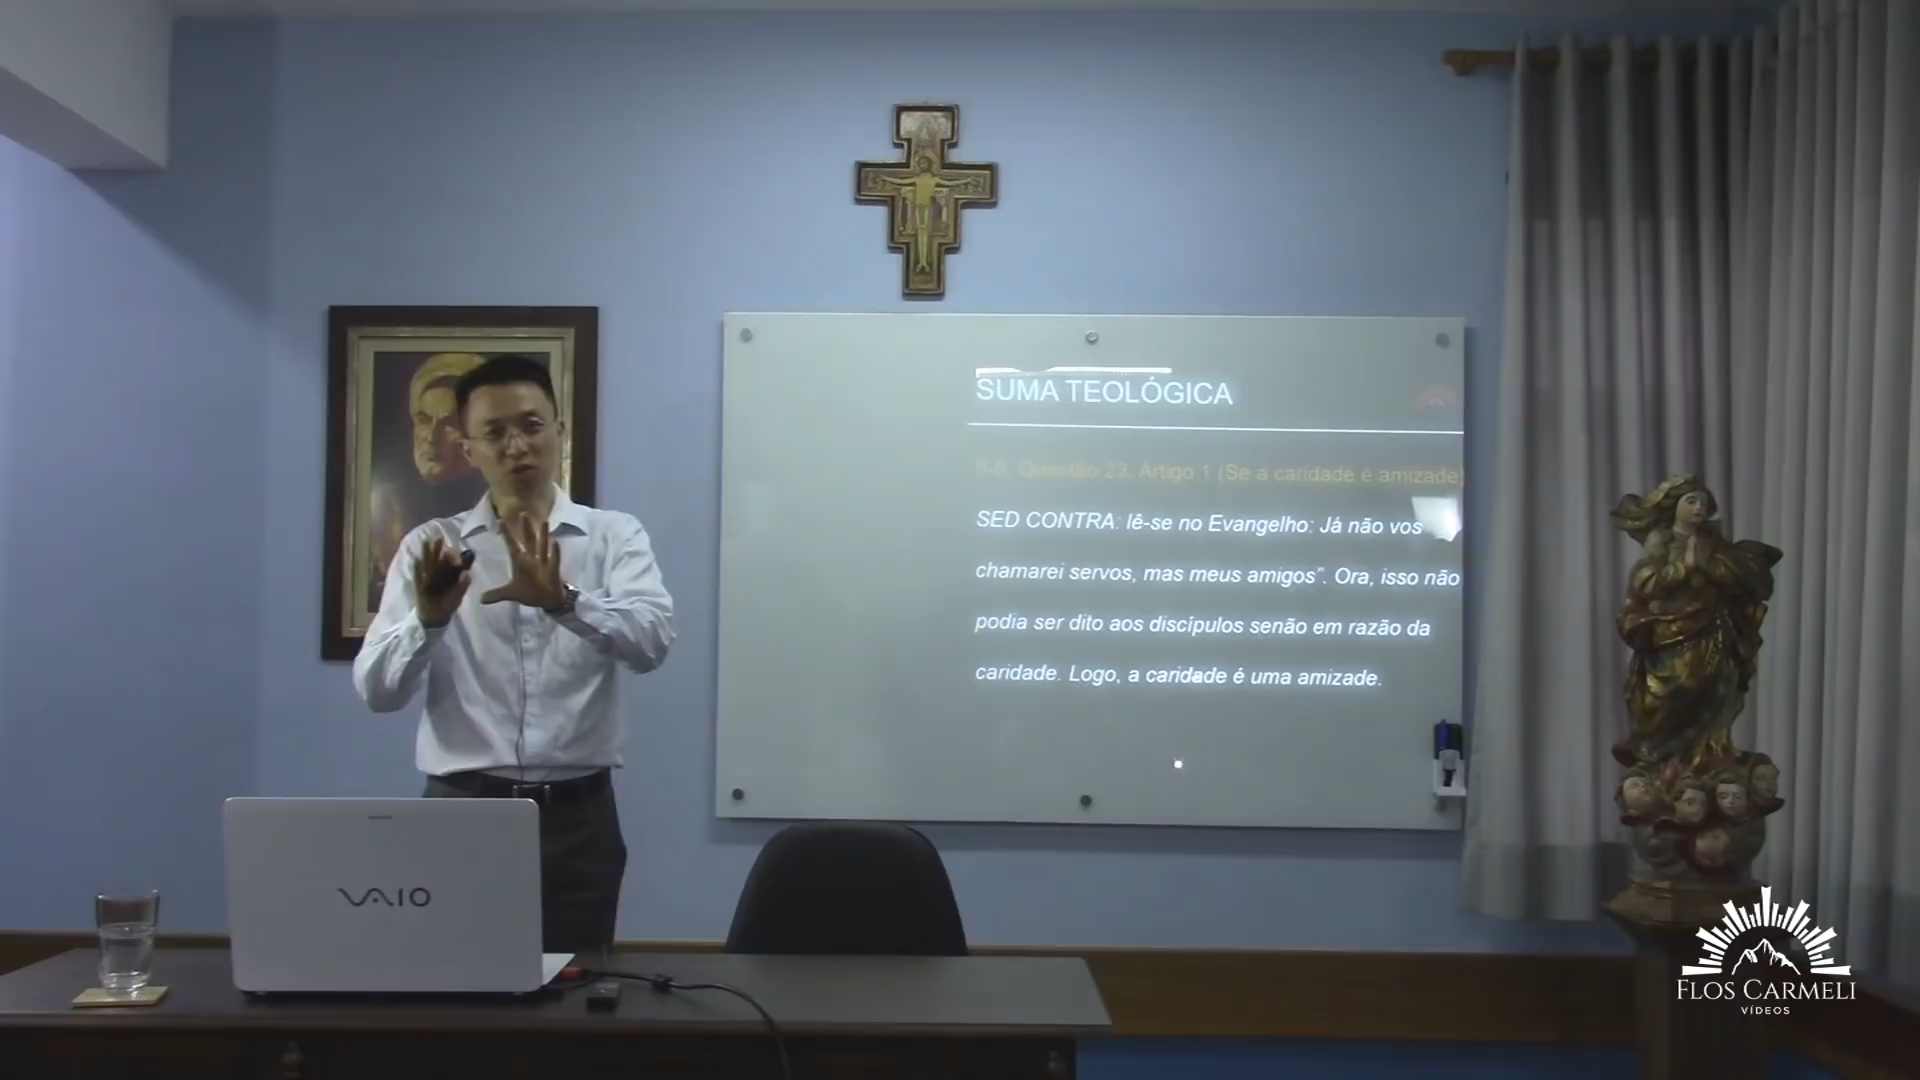 SUMA TEOLÓGICA
Questão 23. Artigo 1 (Se a caridade é amizade)
SED CONTRA: lê-se no Evangelho: Já não vos
chamarei servos, mas meus amigos”. Ora, isso não
podia ser dito aos discípulos senão em razão da
caridade. Logo, a caridade é uma amizade.
VAIO
FLOS CARMELI
VÍDEOS